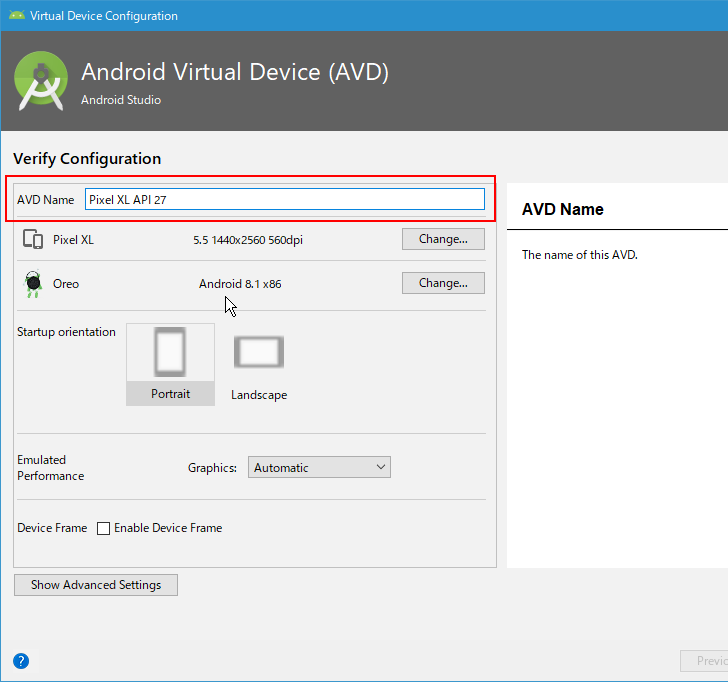 Virtual Device Configuration
Android Virtual Device (AVD)
Android Studio
Verify Configuration
AVD Name Pixel XL API 27
Pixel XL 5.5 1440x2560 560dpi Change...
Oreo Android 8.1 x86 Change...
Startup orientation
Portrait
Landscape
Emulated
Performance
Graphics: Automatic
Device Frame Enable Device Frame
Show Advanced Settings
AVD Name
The name of this AVD.
?
Previo